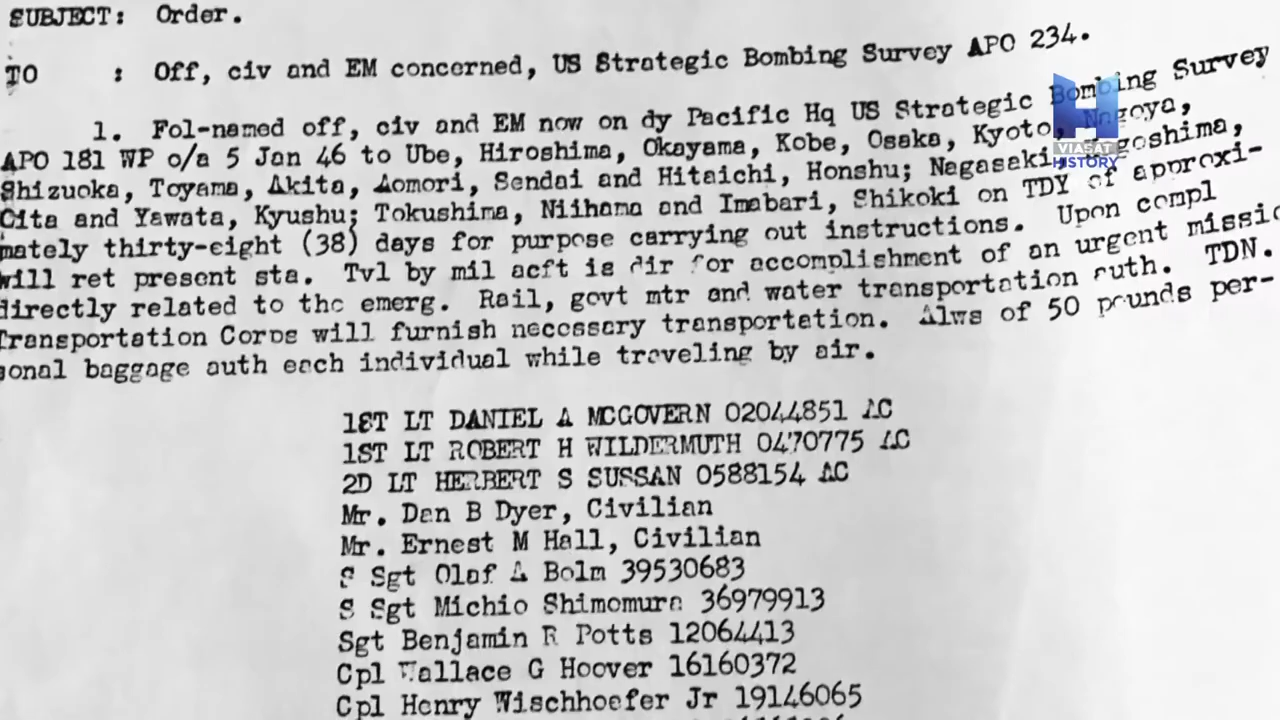 SUBJECT: Order.
TO : Off, civ and EM concerned, US Strategic Bombing Survey APO 234.
1. Fol-named off, civ and EM now on dy Pacific Hq US Strategic Bombing Survey
APO 181 WP o/a 5 Jan 46 to Ube, Hiroshima, Okayama, Kobe, Osaka, Kyoto, Nagoya,
Shizuoka, Toyama, Akita, Aomori, Sendai and Hitaichi, Honshu; Nagasaki, Kagoshima,
Oita and Yawata, Kyushu; Tokushima, Niihama and Imabari, Shikoki on TDY of approxi-
mately thirty-eight (38) days for purpose carrying out instructions. Upon compl
will ret present sta. Tvl by mil acft is dir for accomplishment of an urgent missio
directly related to the emerg. Rail, govt mtr and water transportation auth. TDN.
Transportation Corps will furnish necessary transportation. Alws of 50 pounds per-
sonal baggage auth each individual while traveling by air.
1ST LT DANIEL A MCGOVERN 02044851 AC
1ST LT ROBERT H WILDERMUTH 0470775 AC
2D LT HERBERT S SUSSAN 0588154 AC
Mr. Dan B Dyer, Civilian
Mr. Ernest M Hall, Civilian
S Sgt Olaf A Bolm 39530683
S Sgt Michio Shimomura 36979913
Sgt Benjamin R Potts 12064413
Cpl Wallace G Hoover 16160372
Cpl Henry Wischhoefer Jr 19146065
H
VIASAT
HISTORY